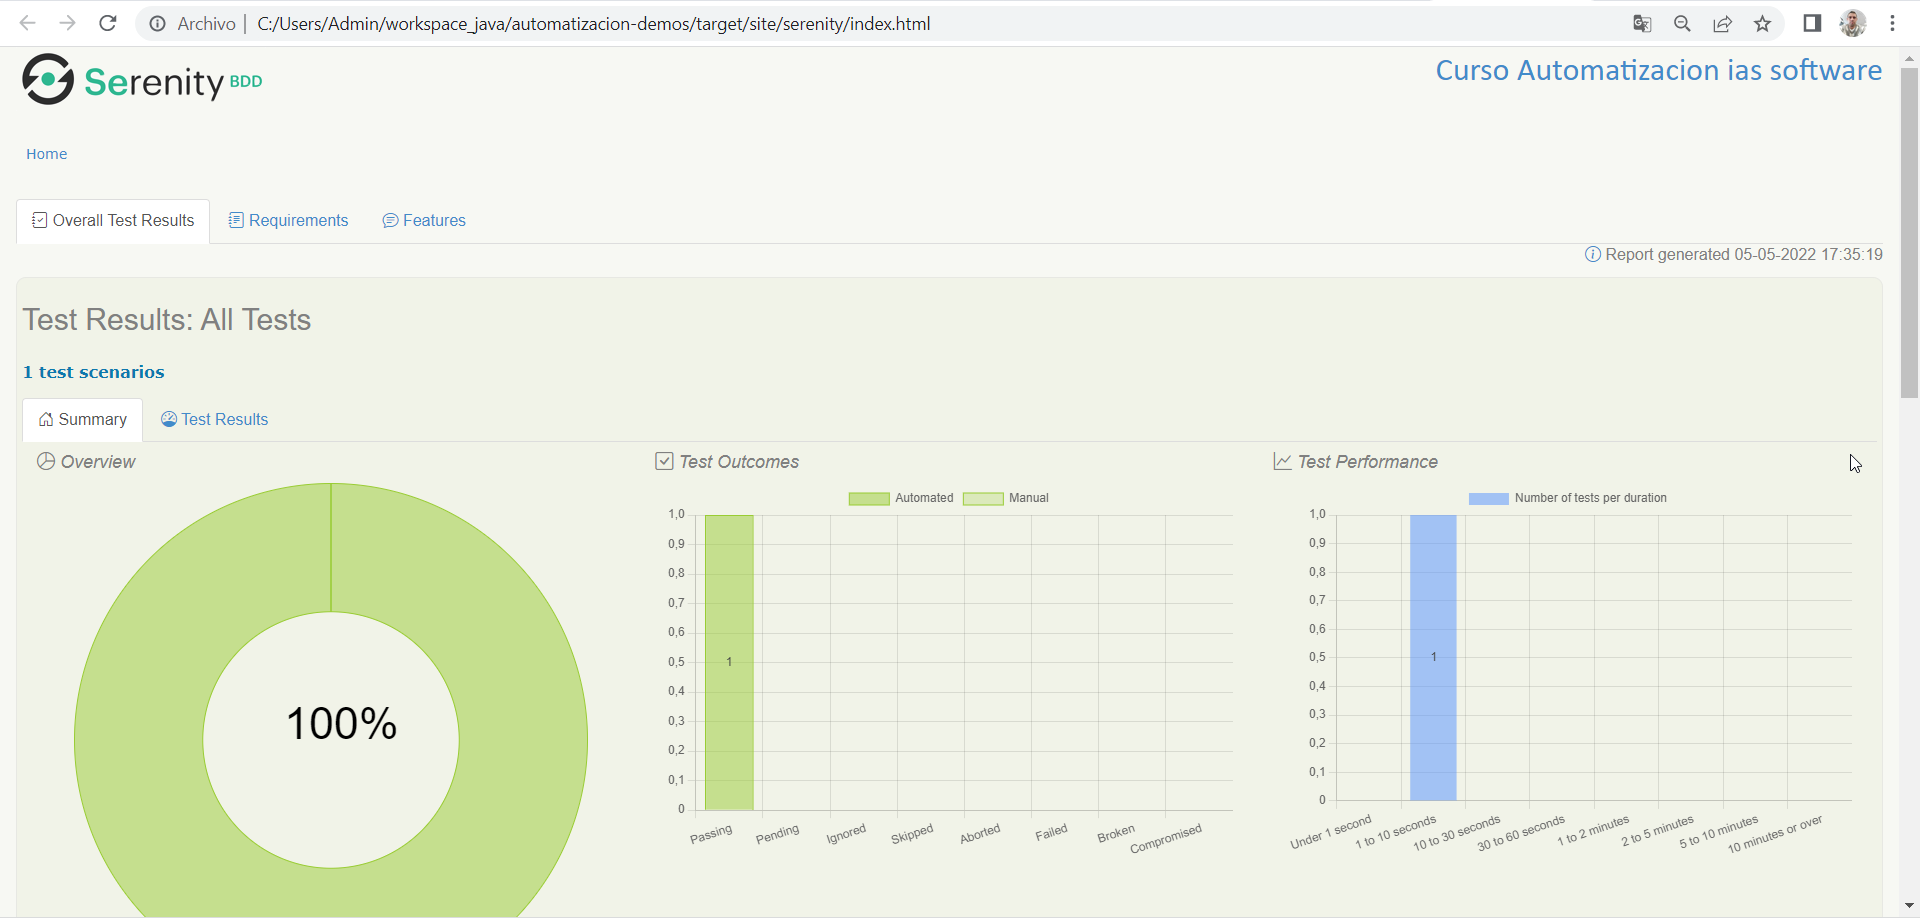 Archivo | C:/Users/Admin/workspace_java/automatizacion-demos/target/site/serenity/index.html
Serenity BDD
Curso Automatizacion ias software
Home
Overall Test Results
Requirements
Features
Report generated 05-05-2022 17:35:19
Test Results: All Tests
1 test scenarios
Summary
Test Results
Overview
100%
Test Outcomes
Automated
Manual
1,0
0,9
0,8
0,7
0,6
0,5
0,4
0,3
0,2
0,1
0
1
Passing
Pending
Ignored
Skipped
Aborted
Failed
Broken
Compromised
Test Performance
Number of tests per duration
1,0
0,9
0,8
0,7
0,6
0,5
0,4
0,3
0,2
0,1
0
1
Under 1 second
1 to 10 seconds
10 to 30 seconds
30 to 60 seconds
1 to 2 minutes
2 to 5 minutes
5 to 10 minutes
10 minutes or over